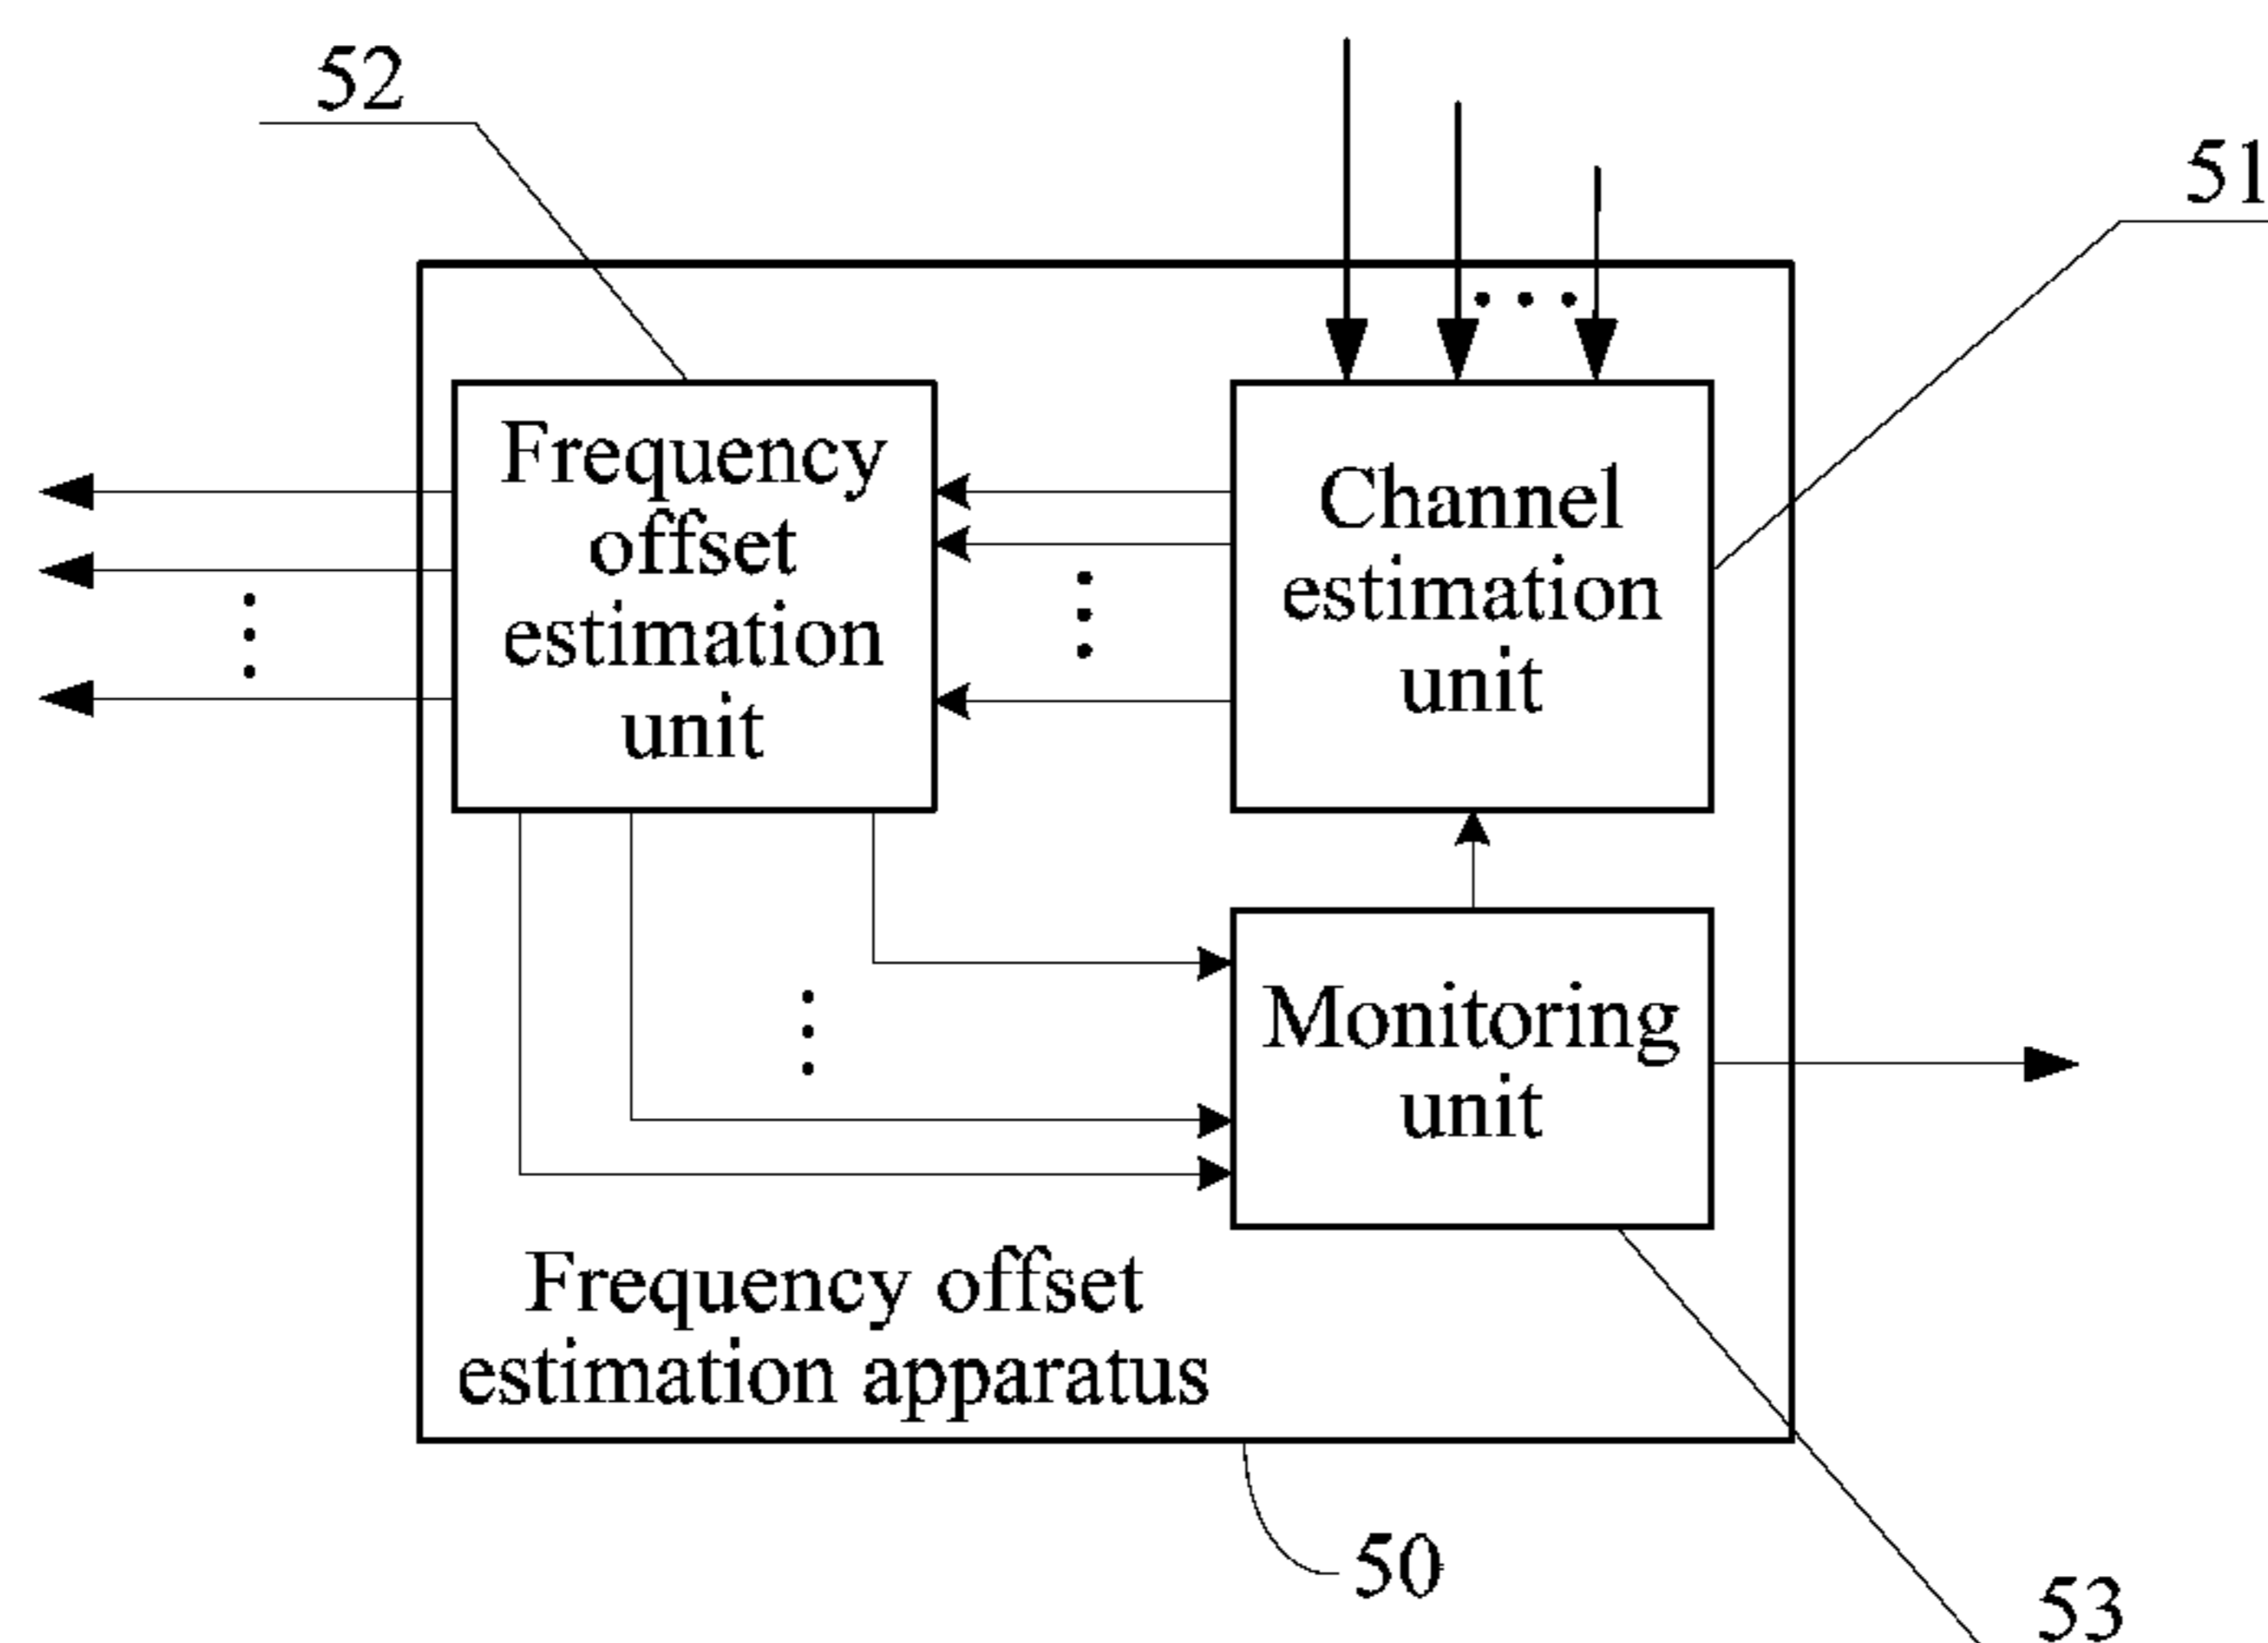 52
51
Frequency
offset
estimation
unit
Channel
estimation
unit
Monitoring
unit
Frequency offset
estimation apparatus
50
53